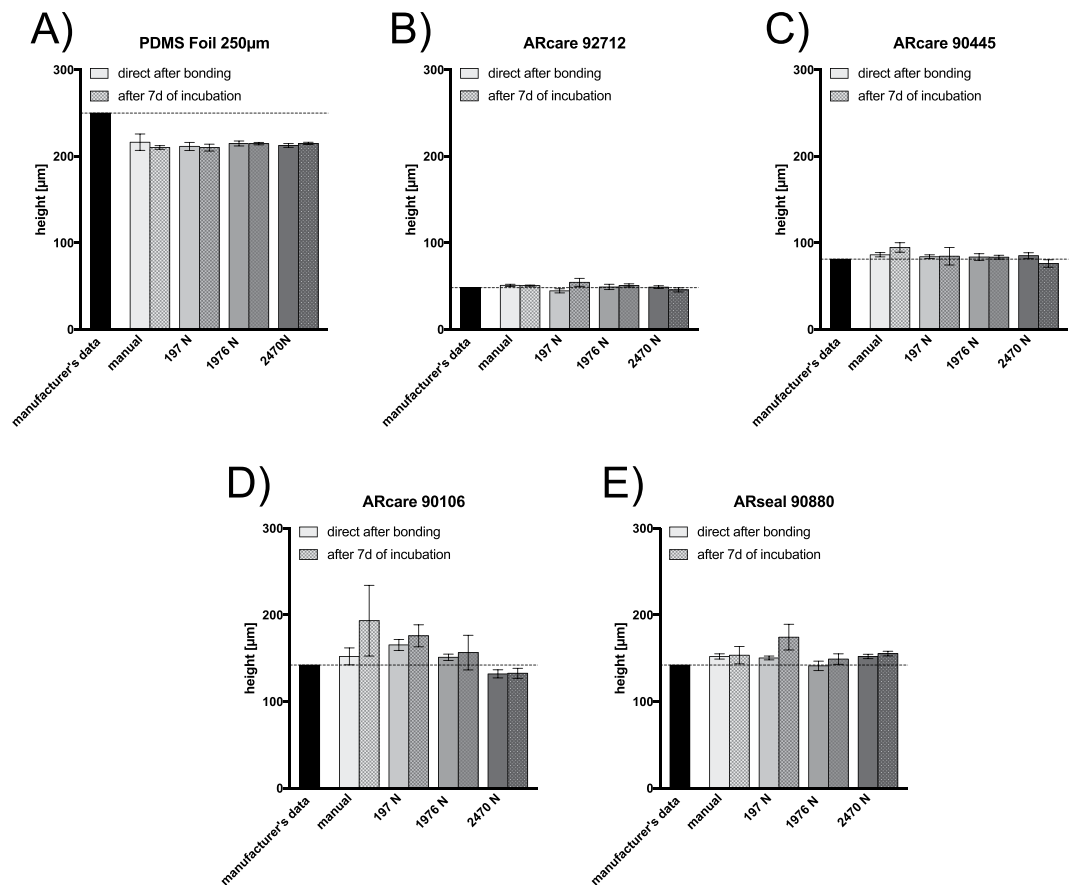 A)
PDMS Foil 250µm
300
200
100
0
height [µm]
direct after bonding
after 7d of incubation
manufacturer's data
manual
197 N
1976 N
2470N
B)
ARcare 92712
300
200
100
0
height [µm]
direct after bonding
after 7d of incubation
manufacturer's data
manual
197 N
1976 N
2470 N
C)
ARcare 90445
300
200
100
0
height [µm]
direct after bonding
after 7d of incubation
manufacturer's data
manual
197 N
1976 N
2470 N
D)
ARcare 90106
300
200
100
0
height [µm]
direct after bonding
after 7d of incubation
manufacturer's data
manual
197 N
1976 N
2470 N
E)
ARseal 90880
300
200
100
0
height [µm]
direct after bonding
after 7d of incubation
manufacturer's data
manual
197 N
1976 N
2470 N